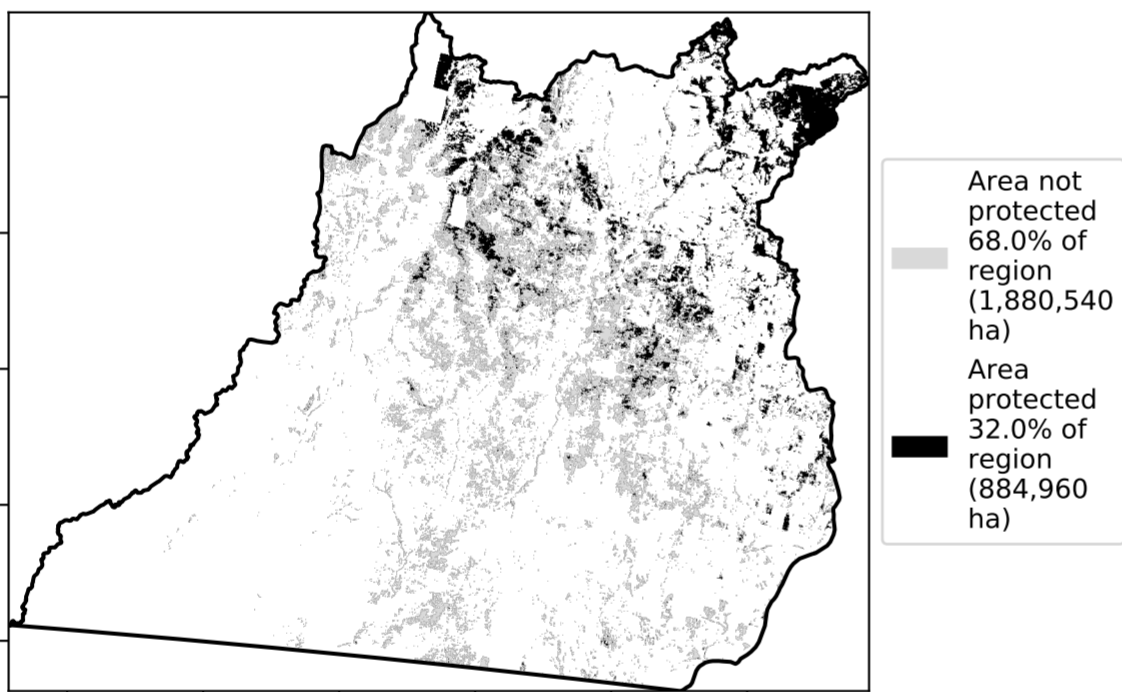 Area not
protected
68.0% of
region
(1,880,540
ha)
Area
protected
32.0% of
region
(884,960
ha)